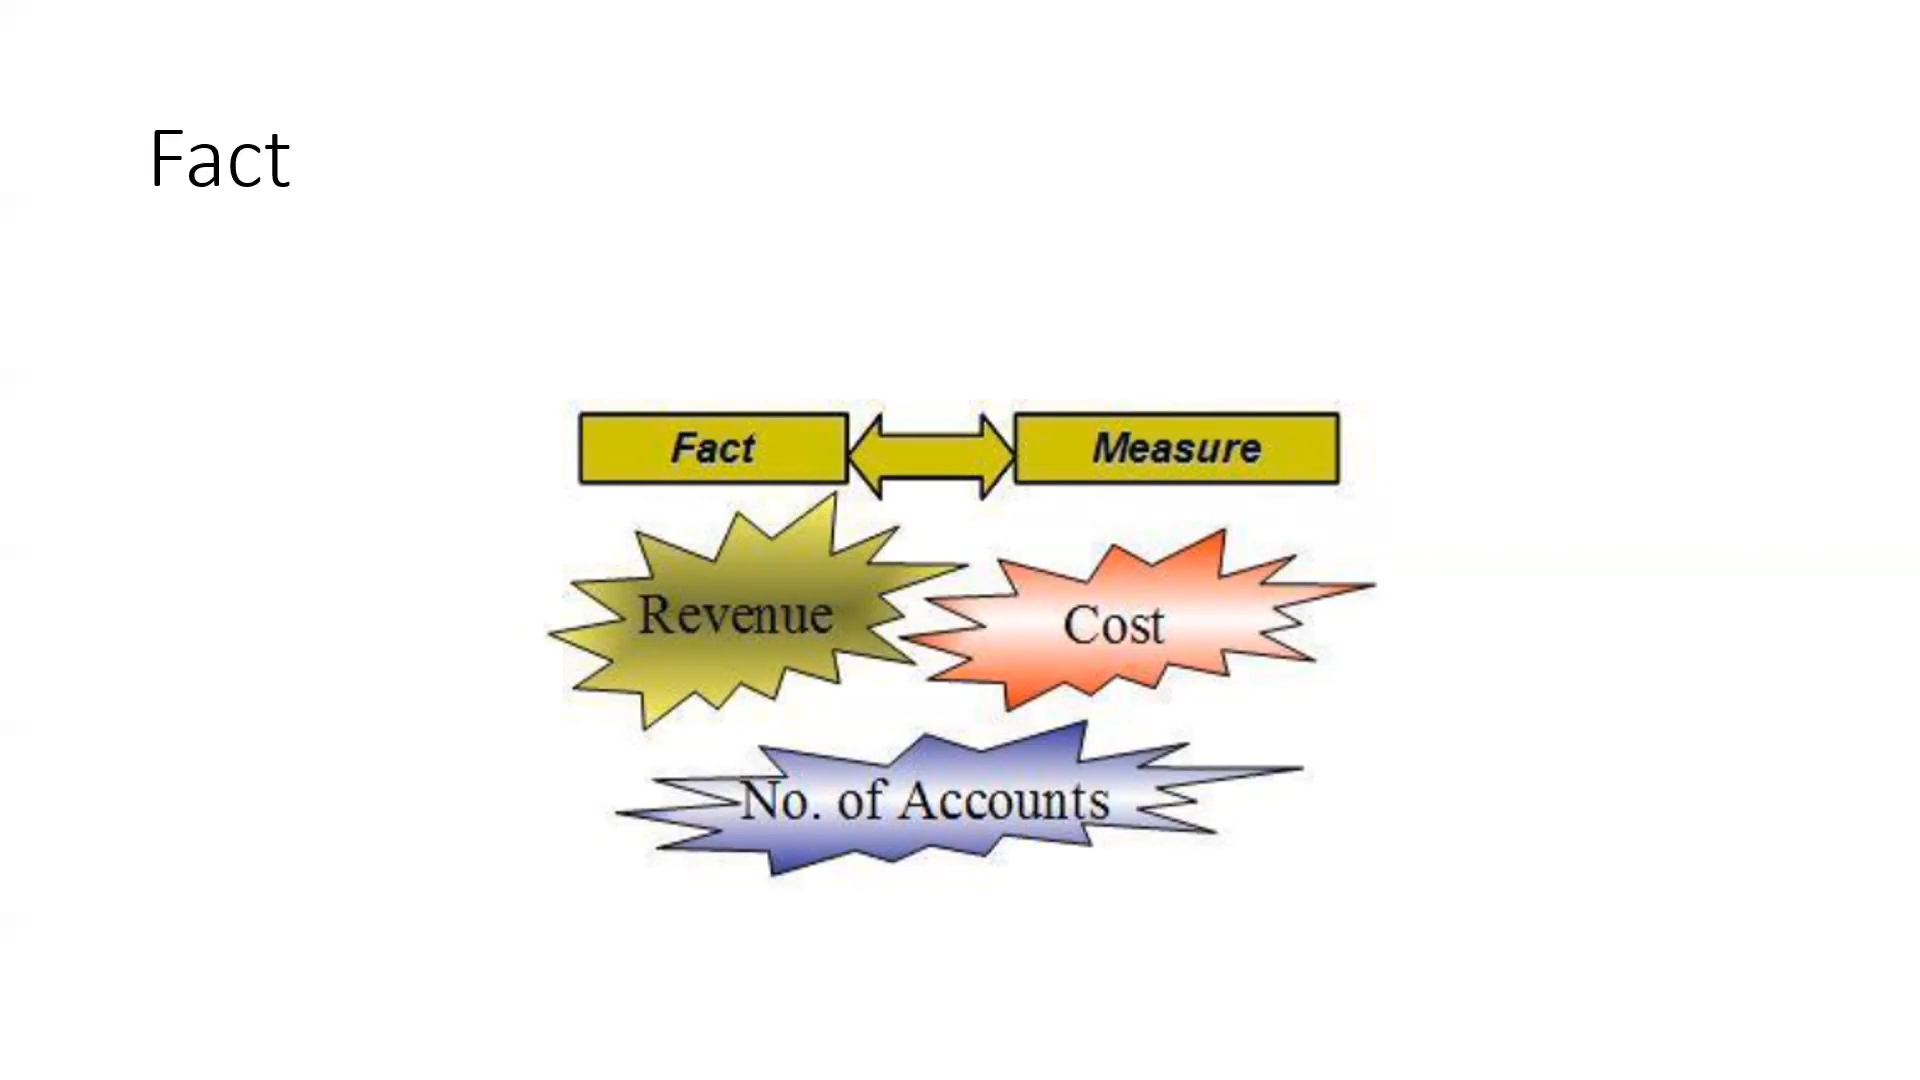 Fact
Fact
Measure
Revenue
Cost
No. of Accounts